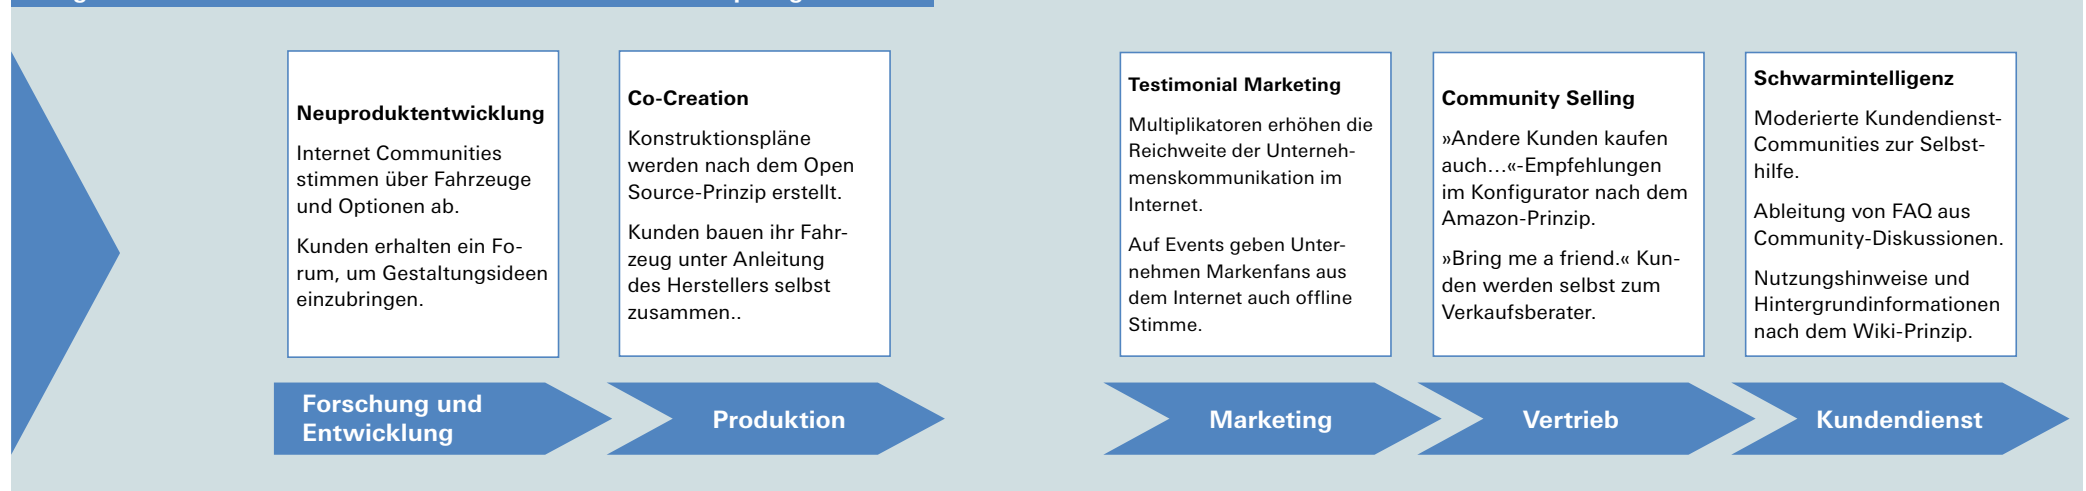 Neuproduktentwicklung
Internet Communities
stimmen über Fahrzeuge
und Optionen ab.
Kunden erhalten ein Fo-
rum, um Gestaltungsideen
einzubringen.
Co-Creation
Konstruktionspläne
werden nach dem Open
Source-Prinzip erstellt.
Kunden bauen ihr Fahr-
zeug unter Anleitung
des Herstellers selbst
zusammen..
Testimonial Marketing
Multiplikatoren erhöhen die
Reichweite der Unterneh-
menskommunikation im
Internet.
Auf Events geben Unter-
nehmen Markenfans aus
dem Internet auch offline
Stimme.
Community Selling
»Andere Kunden kaufen
auch…«-Empfehlungen
im Konfigurator nach dem
Amazon-Prinzip.
»Bring me a friend.« Kun-
den werden selbst zum
Verkaufsberater.
Schwarmintelligenz
Moderierte Kundendienst-
Communities zur Selbst-
hilfe.
Ableitung von FAQ aus
Community-Diskussionen.
Nutzungshinweise und
Hintergrundinformationen
nach dem Wiki-Prinzip.
Forschung und
Entwicklung
Produktion
Marketing
Vertrieb
Kundendienst